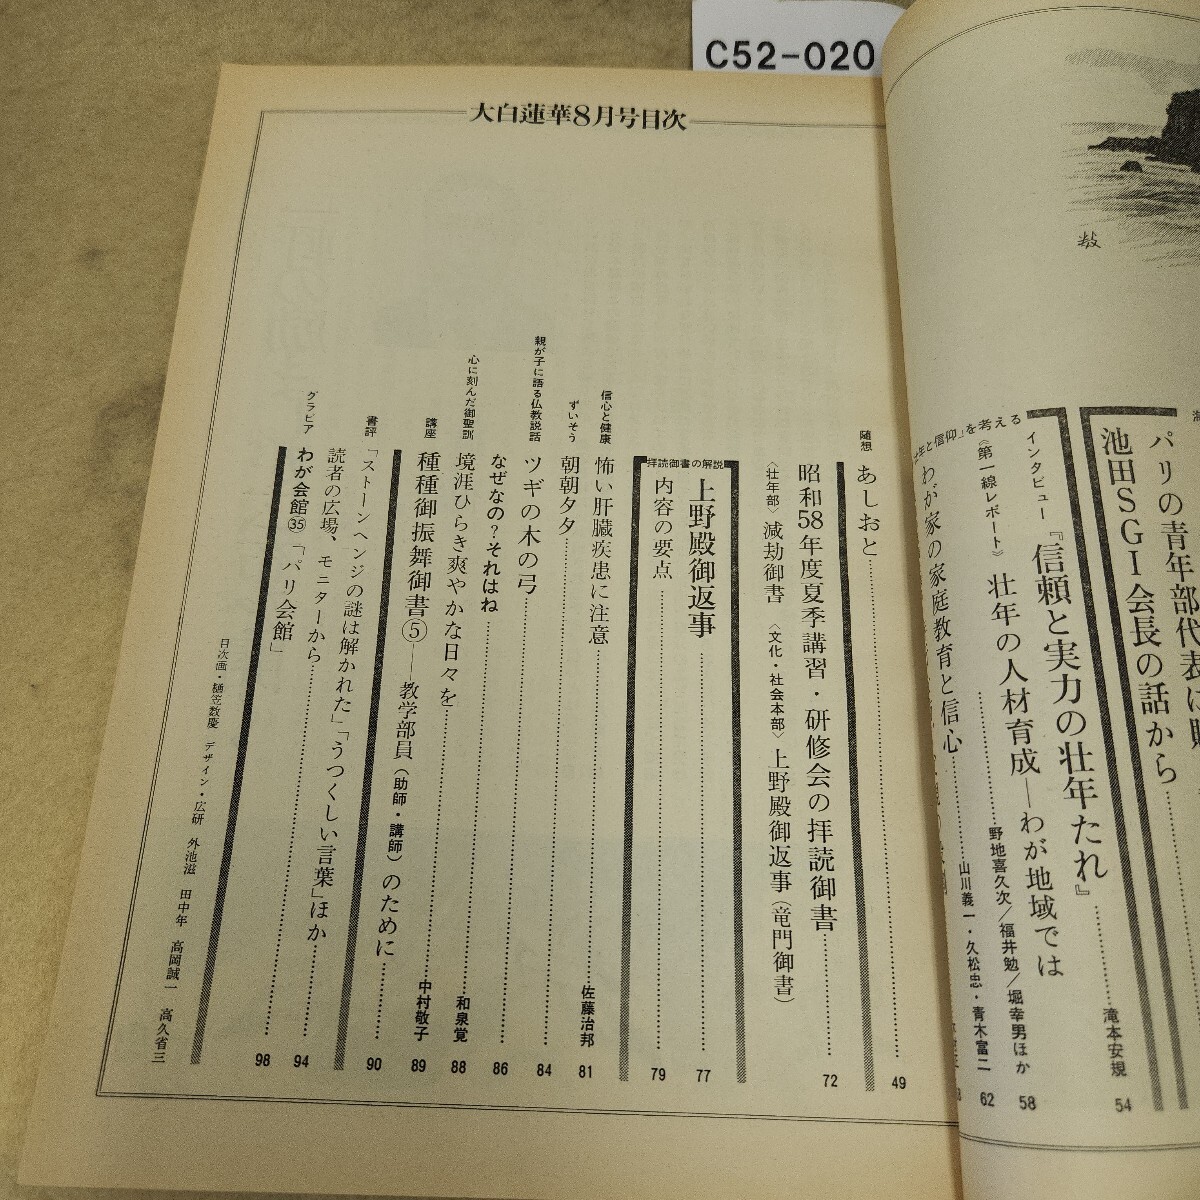 C52-020
大白蓮華8月号目次
数
パリの青年部代表に
池田SGI会長の話から
インタビュー『信頼と実力の壮年たれ』
滝本安規 54
〈第一線レポート〉壮年の人材育成―わが地域では
野地喜久次/福井勉/堀幸男ほか 58
年と信仰」を考える
わが家の家庭教育と信心
山川義一・久松忠・青木富二 62
随想 あしおと 49
昭和58年度夏季講習・研修会の拝読御書 72
〈壮年部〉減劫御書 〈文化・社会本部〉上野殿御返事(竜門御書)
拝読御書の解説
上野殿御返事 77
内容の要点 79
信心と健康 怖い肝臓疾患に注意 佐藤治邦 81
ずいそう 朝朝夕夕
親が子に語る仏教説話 ツギの木の弓 84
なぜなの?それはね 86
心に刻んだ御聖訓 境涯ひらき爽やかな日々を 和泉覚 88
中村敬子 89
講座 種種御振舞御書⑤――教学部員(助師・講師)のために 90
書評 「ストーンヘンジの謎は解かれた」「うつくしい言葉」ほか 94
読者の広場、モニターから
グラビア わが会館㉟「パリ会館」 98
目次画・樋笠数慶 デザイン・広研 外池滋 田中年 高岡誠一 高久省三